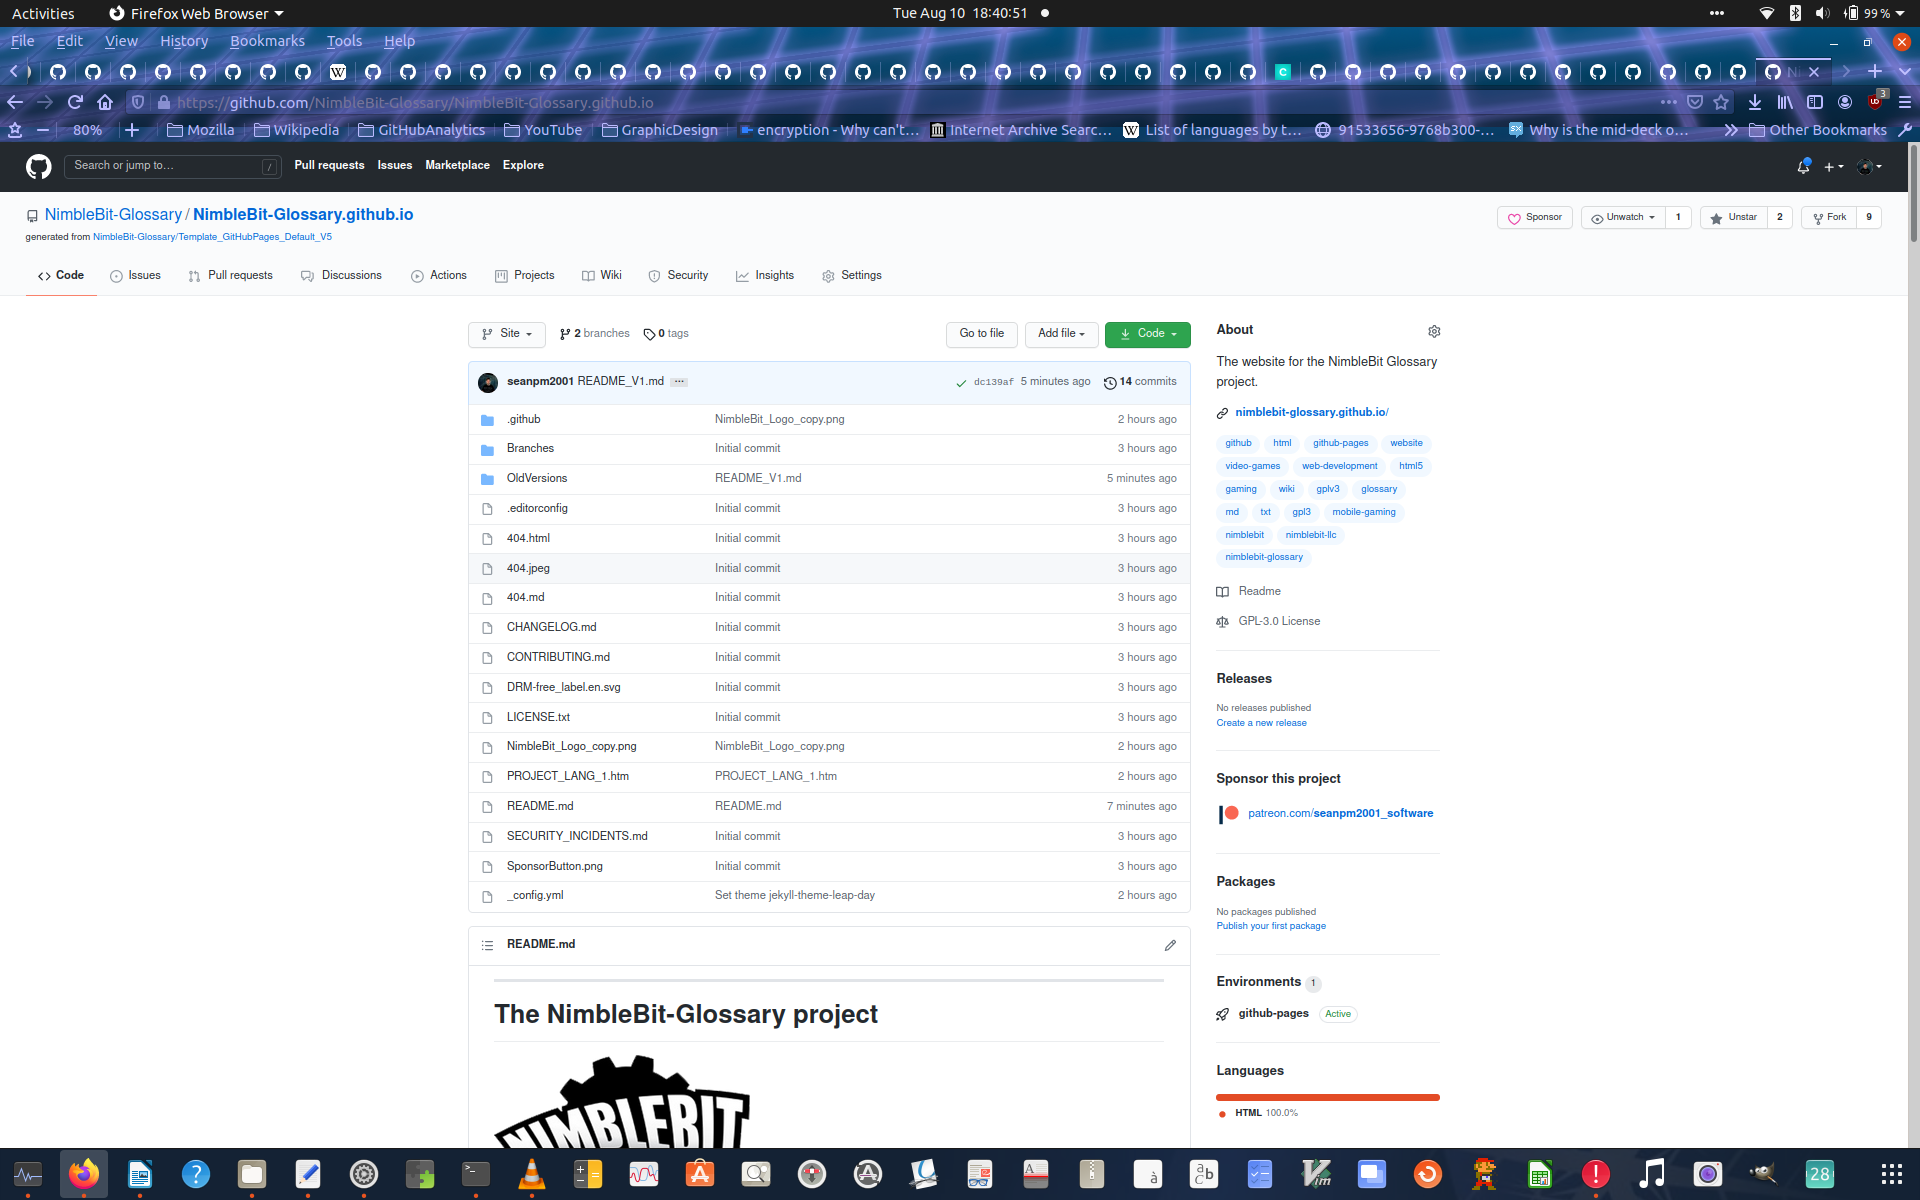 Activities Firefox Web Browser Tue Aug 10 18:40:51 99 %
File Edit View History Bookmarks Tools Help
https://github.com/NimbleBit-Glossary/NimbleBit-Glossary.github.io 3
80% Mozilla Wikipedia GitHubAnalytics YouTube GraphicDesign encryption - Why can't… Internet Archive Searc… List of languages by t… 91533656-9768b300-… Why is the mid-deck o… Other Bookmarks
Search or jump to… / Pull requests Issues Marketplace Explore
NimbleBit-Glossary / NimbleBit-Glossary.github.io Sponsor Unwatch 1 Unstar 2 Fork 9
generated from NimbleBit-Glossary/Template_GitHubPages_Default_V5
Code Issues Pull requests Discussions Actions Projects Wiki Security Insights Settings
Site 2 branches 0 tags Go to file Add file Code
seanpm2001 README_V1.md … dc139af 5 minutes ago 14 commits
.github NimbleBit_Logo_copy.png 2 hours ago
Branches Initial commit 3 hours ago
OldVersions README_V1.md 5 minutes ago
.editorconfig Initial commit 3 hours ago
404.html Initial commit 3 hours ago
404.jpeg Initial commit 3 hours ago
404.md Initial commit 3 hours ago
CHANGELOG.md Initial commit 3 hours ago
CONTRIBUTING.md Initial commit 3 hours ago
DRM-free_label.en.svg Initial commit 3 hours ago
LICENSE.txt Initial commit 3 hours ago
NimbleBit_Logo_copy.png NimbleBit_Logo_copy.png 2 hours ago
PROJECT_LANG_1.htm PROJECT_LANG_1.htm 2 hours ago
README.md README.md 7 minutes ago
SECURITY_INCIDENTS.md Initial commit 3 hours ago
SponsorButton.png Initial commit 3 hours ago
_config.yml Set theme jekyll-theme-leap-day 2 hours ago
README.md
The NimbleBit-Glossary project
NIMBLEBIT
About
The website for the NimbleBit Glossary
project.
nimblebit-glossary.github.io/
github html github-pages website
video-games web-development html5
gaming wiki gplv3 glossary
md txt gpl3 mobile-gaming
nimblebit nimblebit-llc
nimblebit-glossary
Readme
GPL-3.0 License
Releases
No releases published
Create a new release
Sponsor this project
patreon.com/seanpm2001_software
Packages
No packages published
Publish your first package
Environments 1
github-pages Active
Languages
HTML 100.0%
28